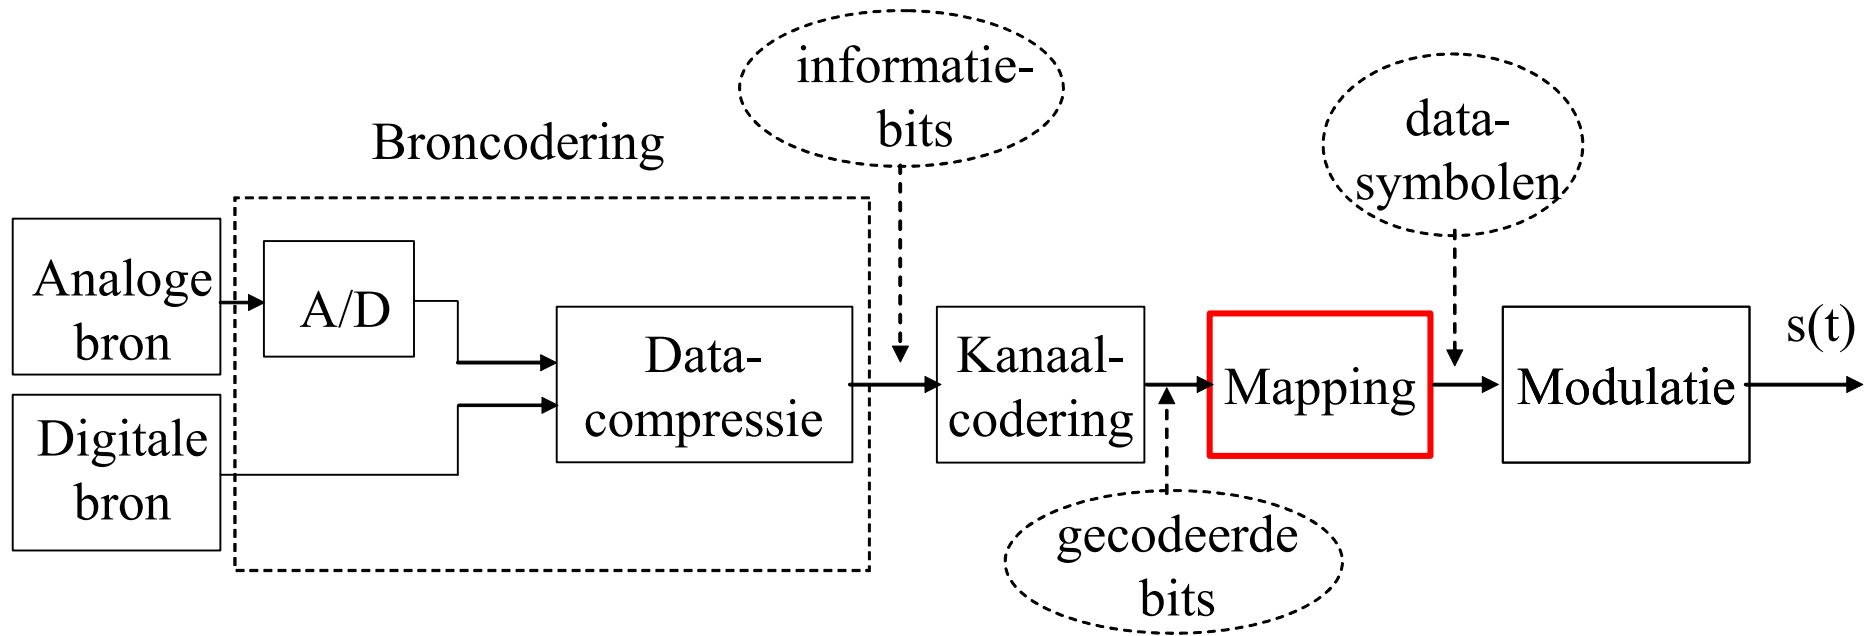 informatie-
bits
data-
symbolen
Broncodering
Analoge
bron
A/D
Data-
compressie
Kanaal-
codering
Mapping
Modulatie
s(t)
Digitale
bron
gecodeerde
bits